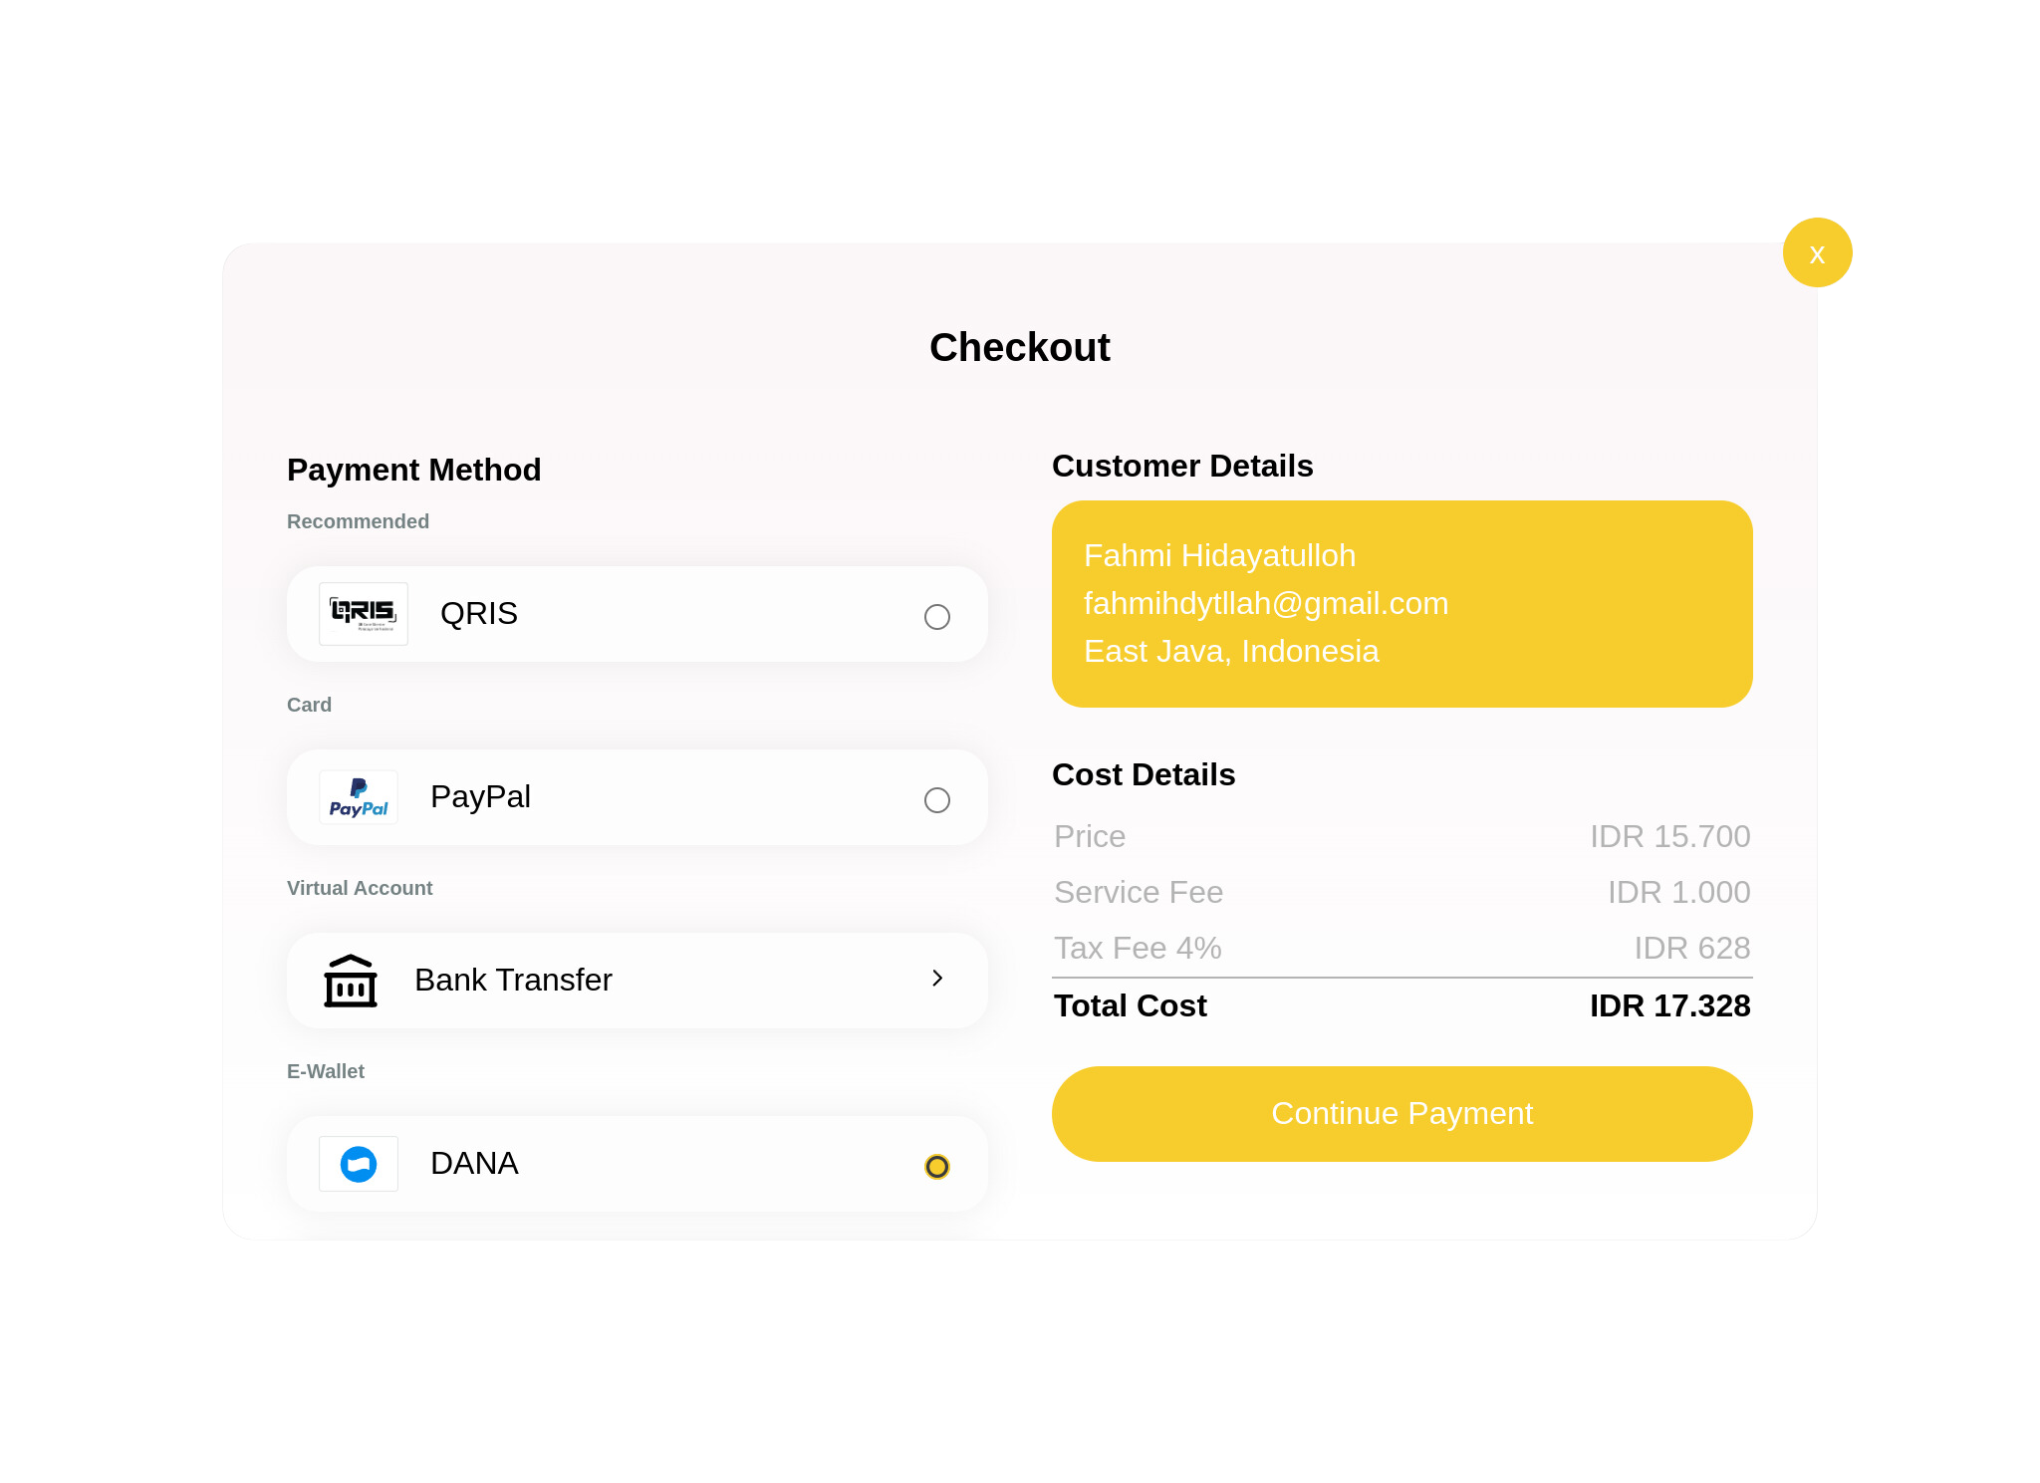 x
Checkout
Payment Method
Recommended
QRIS
QRIS
Card
PayPal
PayPal
Virtual Account
Bank Transfer
E-Wallet
DANA
Customer Details
Fahmi Hidayatulloh
fahmihdytllah@gmail.com
East Java, Indonesia
Cost Details
Price IDR 15.700
Service Fee IDR 1.000
Tax Fee 4% IDR 628
Total Cost IDR 17.328
Continue Payment